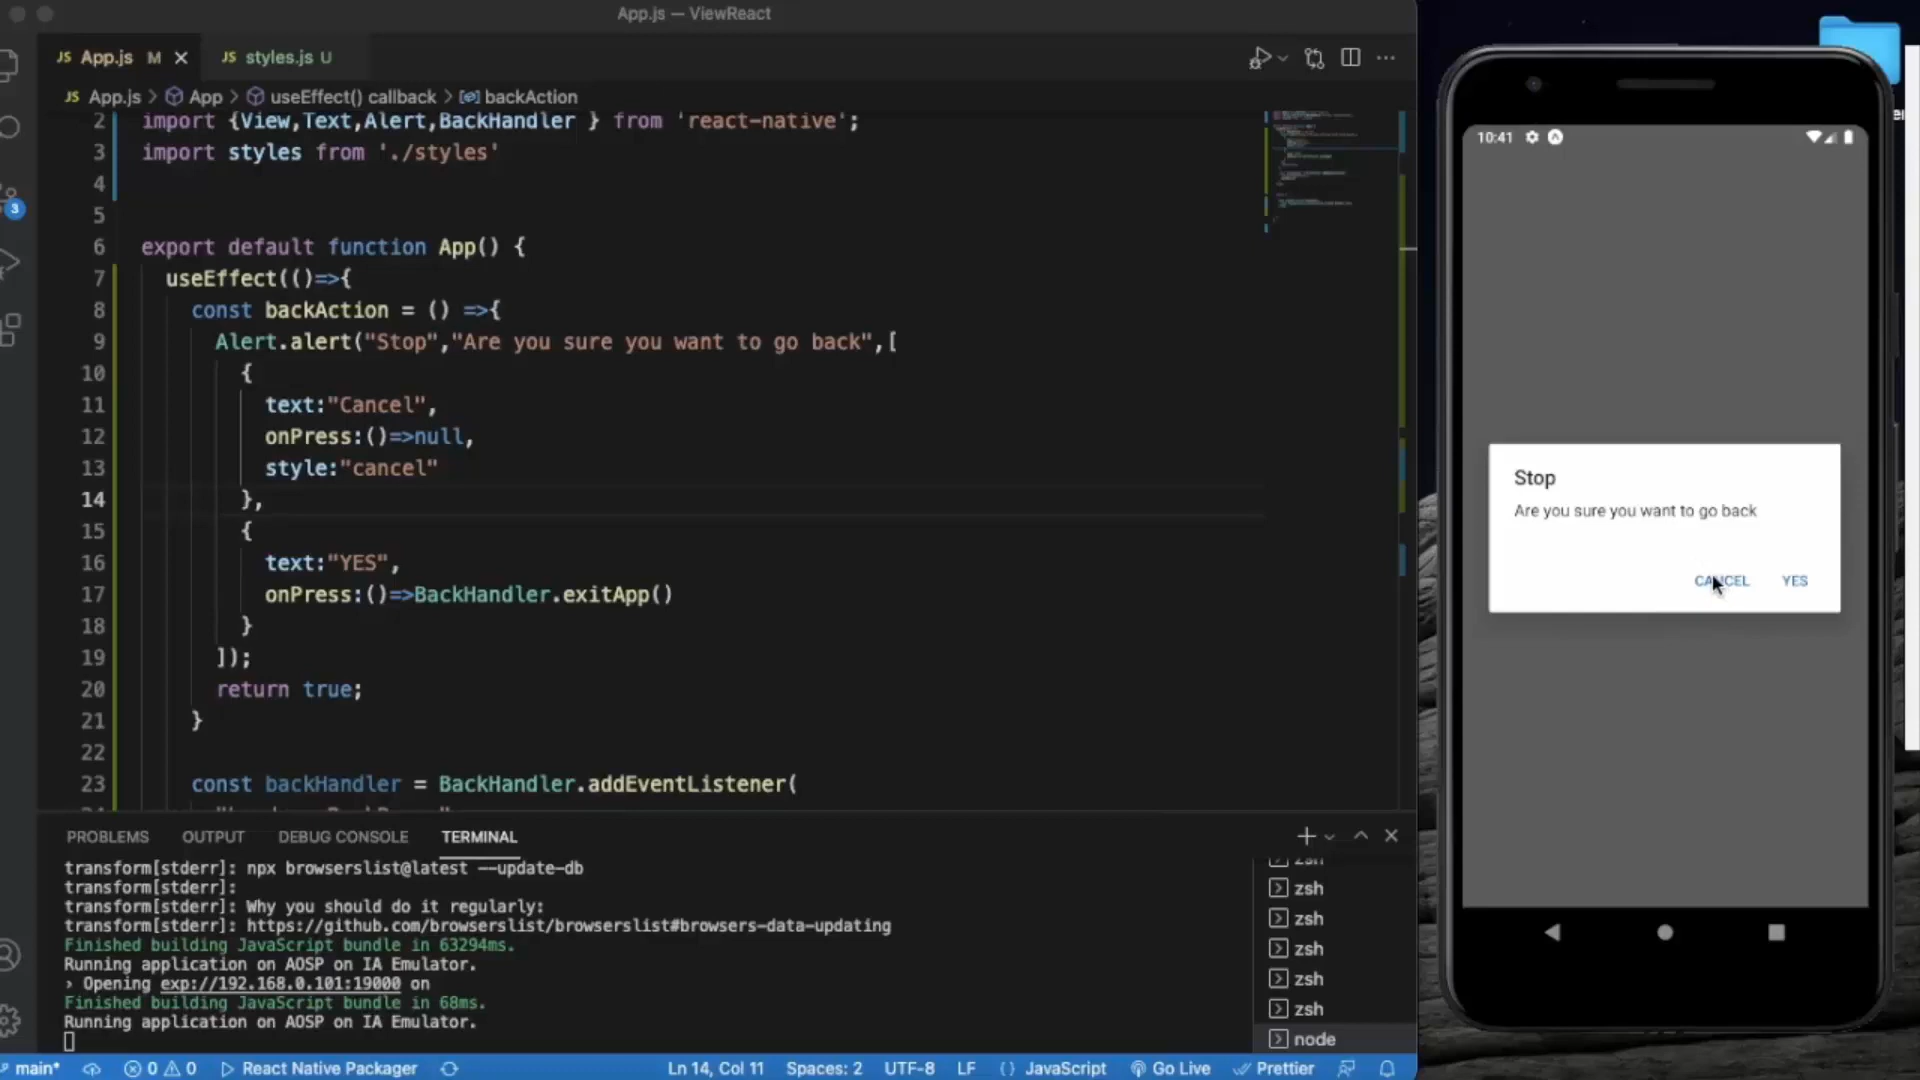 App.js — ViewReact
JS App.js M
JS styles.js U
JS App.js > App > useEffect() callback > backAction
2 import {View,Text,Alert,BackHandler } from 'react-native';
3 import styles from './styles'
4
5
6 export default function App() {
7 useEffect(()=>{
8 const backAction = () =>{
9 Alert.alert("Stop","Are you sure you want to go back",[
10 {
11 text:"Cancel",
12 onPress:()=>null,
13 style:"cancel"
14 },
15 {
16 text:"YES",
17 onPress:()=>BackHandler.exitApp()
18 }
19 ]);
20 return true;
21 }
22
23 const backHandler = BackHandler.addEventListener(
3
PROBLEMS OUTPUT DEBUG CONSOLE TERMINAL
transform[stderr]: npx browserslist@latest --update-db
transform[stderr]:
transform[stderr]: Why you should do it regularly:
transform[stderr]: https://github.com/browserslist/browserslist#browsers-data-updating
Finished building JavaScript bundle in 63294ms.
Running application on AOSP on IA Emulator.
› Opening exp://192.168.0.101:19000 on
Finished building JavaScript bundle in 68ms.
Running application on AOSP on IA Emulator.
zsh
zsh
zsh
zsh
zsh
zsh
node
main* 0 0 React Native Packager Ln 14, Col 11 Spaces: 2 UTF-8 LF {} JavaScript Go Live Prettier
10:41
Stop
Are you sure you want to go back
CANCEL YES